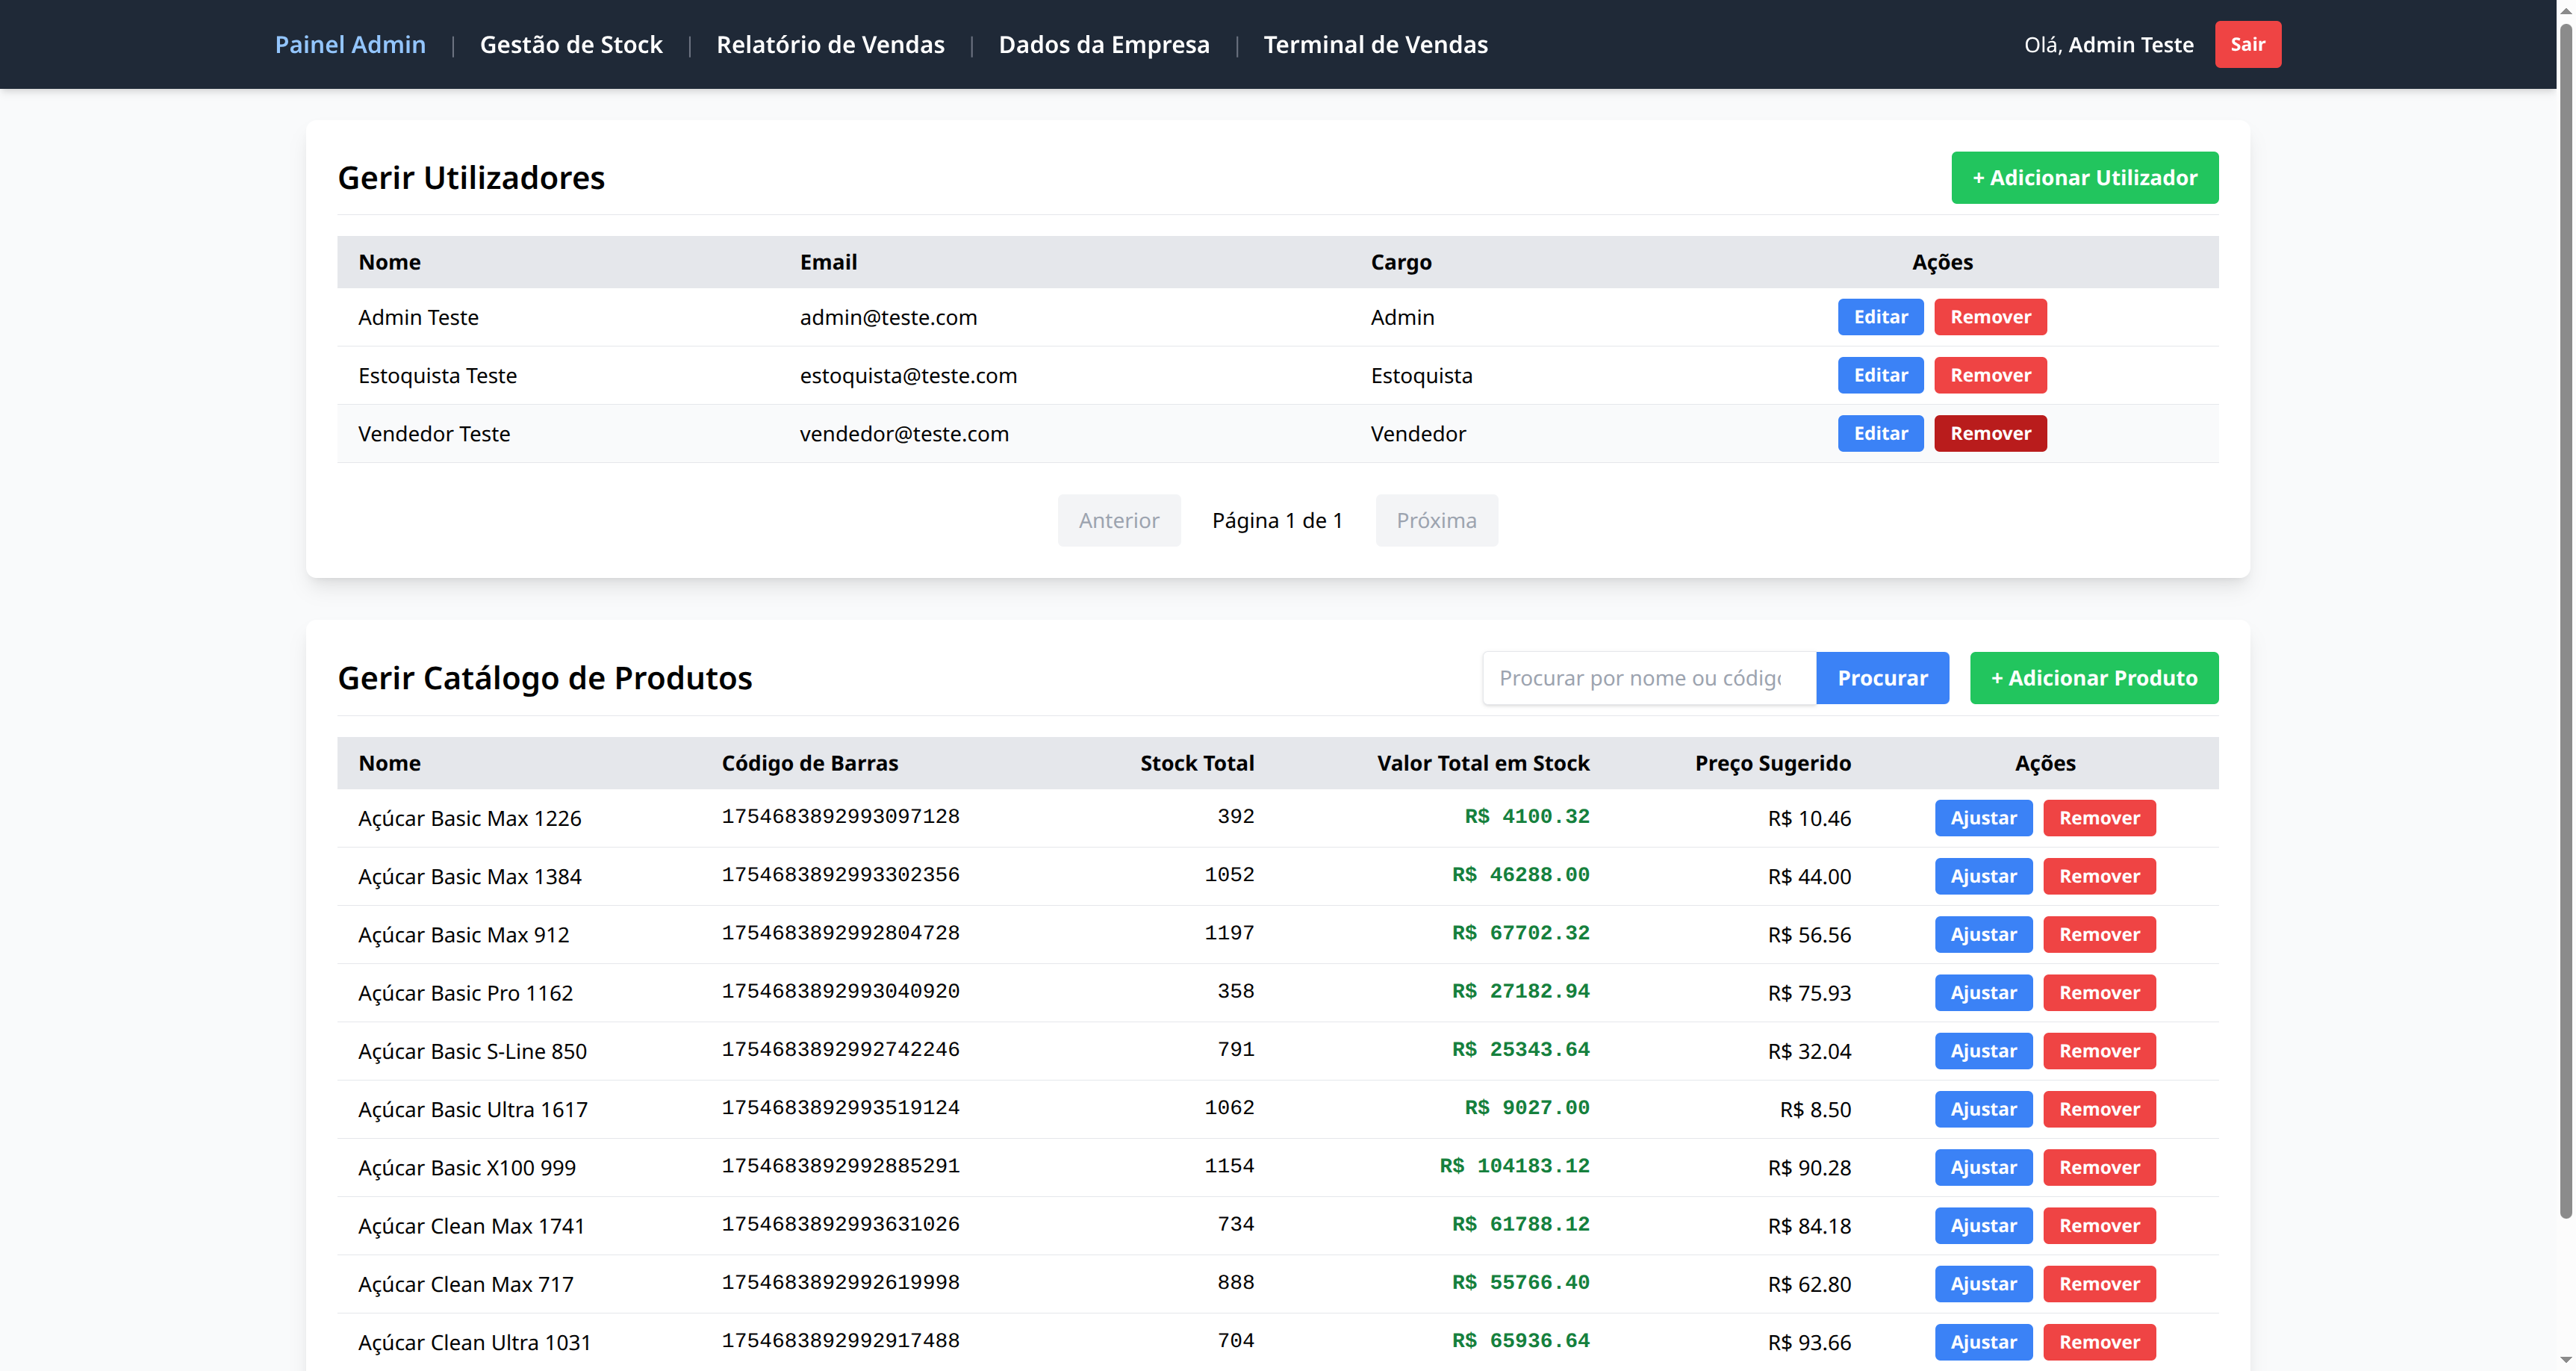 Painel Admin | Gestão de Stock | Relatório de Vendas | Dados da Empresa | Terminal de Vendas Olá, Admin Teste Sair
Gerir Utilizadores + Adicionar Utilizador
Nome Email Cargo Ações
Admin Teste admin@teste.com Admin Editar Remover
Estoquista Teste estoquista@teste.com Estoquista Editar Remover
Vendedor Teste vendedor@teste.com Vendedor Editar Remover
Anterior Página 1 de 1 Próxima
Gerir Catálogo de Produtos Procurar por nome ou código Procurar + Adicionar Produto
Nome Código de Barras Stock Total Valor Total em Stock Preço Sugerido Ações
Açúcar Basic Max 1226 1754683892993097128 392 R$ 4100.32 R$ 10.46 Ajustar Remover
Açúcar Basic Max 1384 1754683892993302356 1052 R$ 46288.00 R$ 44.00 Ajustar Remover
Açúcar Basic Max 912 1754683892992804728 1197 R$ 67702.32 R$ 56.56 Ajustar Remover
Açúcar Basic Pro 1162 1754683892993040920 358 R$ 27182.94 R$ 75.93 Ajustar Remover
Açúcar Basic S-Line 850 1754683892992742246 791 R$ 25343.64 R$ 32.04 Ajustar Remover
Açúcar Basic Ultra 1617 1754683892993519124 1062 R$ 9027.00 R$ 8.50 Ajustar Remover
Açúcar Basic X100 999 1754683892992885291 1154 R$ 104183.12 R$ 90.28 Ajustar Remover
Açúcar Clean Max 1741 1754683892993631026 734 R$ 61788.12 R$ 84.18 Ajustar Remover
Açúcar Clean Max 717 1754683892992619998 888 R$ 55766.40 R$ 62.80 Ajustar Remover
Açúcar Clean Ultra 1031 1754683892992917488 704 R$ 65936.64 R$ 93.66 Ajustar Remover